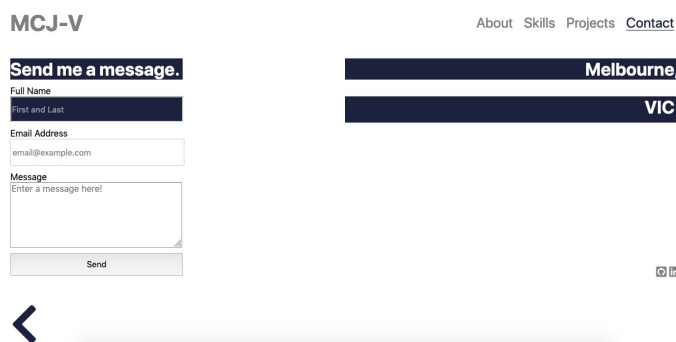 MCJ-V
About Skills Projects Contact
Send me a message.
Full Name
First and Last
Email Address
email@example.com
Message
Enter a message here!
Send
Melbourne,
VIC
in